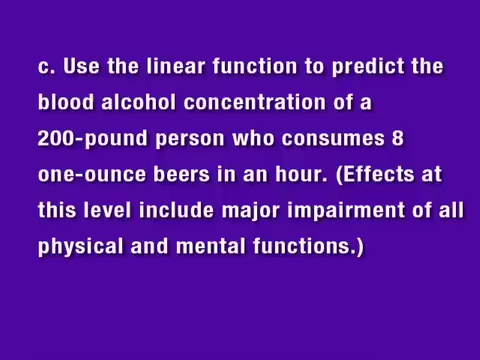 c. Use the linear function to predict the
blood alcohol concentration of a
200-pound person who consumes 8
one-ounce beers in an hour. (Effects at
this level include major impairment of all
physical and mental functions.)